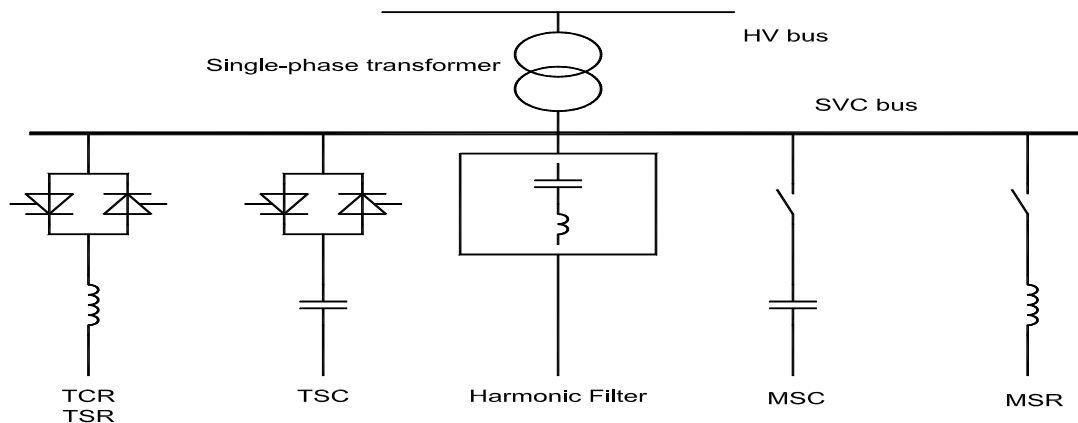 HV bus
Single-phase transformer
SVC bus
TCR
TSR
TSC
Harmonic Filter
MSC
MSR